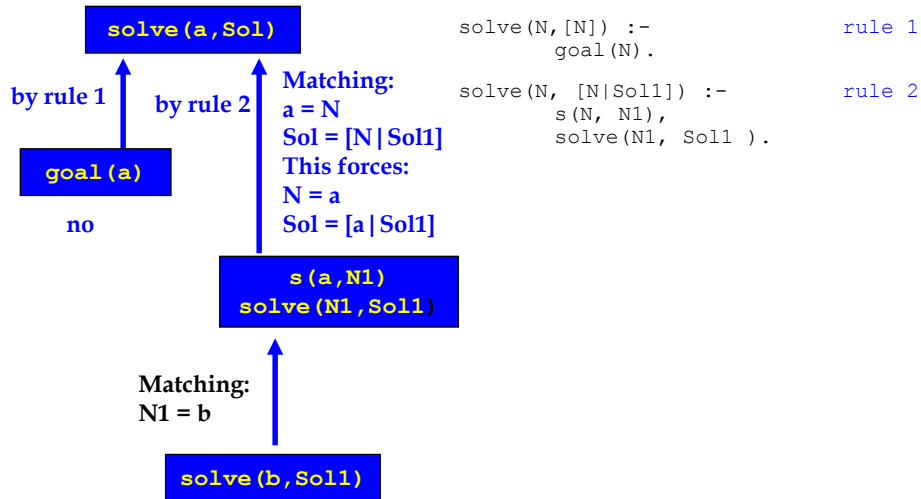 solve(a,Sol)
solve(N,[N]) :- rule 1
goal(N).
solve(N, [N|Sol1]) :- rule 2
s(N, N1),
solve(N1, Sol1 ).
by rule 1
by rule 2
Matching:
a = N
Sol = [N|Sol1]
This forces:
N = a
Sol = [a|Sol1]
goal(a)
no
s(a,N1)
solve(N1,Sol1)
Matching:
N1 = b
solve(b,Sol1)